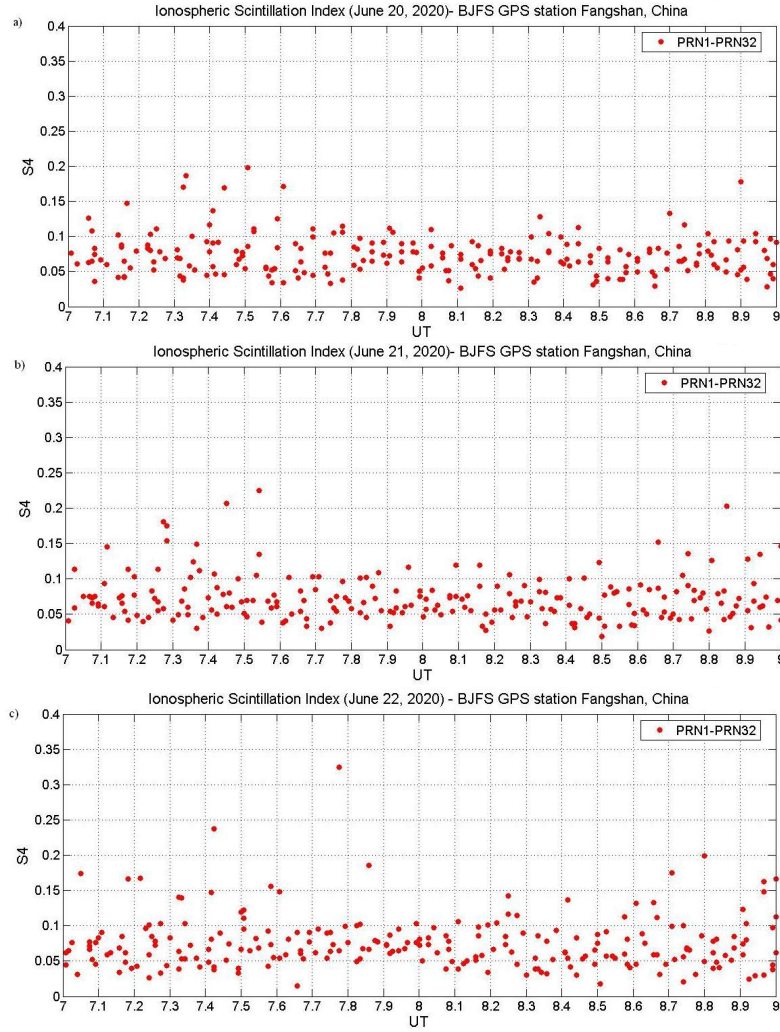 Ionospheric Scintillation Index (June 20, 2020)- BJFS GPS station Fangshan, China
a)
PRN1-PRN32
0.4
0.35
0.3
0.25
0.2
0.15
0.1
0.05
0
S4
7 7.1 7.2 7.3 7.4 7.5 7.6 7.7 7.8 7.9 8 8.1 8.2 8.3 8.4 8.5 8.6 8.7 8.8 8.9 9
UT
Ionospheric Scintillation Index (June 21, 2020)- BJFS GPS station Fangshan, China
b)
PRN1-PRN32
0.4
0.35
0.3
0.25
0.2
0.15
0.1
0.05
0
S4
7 7.1 7.2 7.3 7.4 7.5 7.6 7.7 7.8 7.9 8 8.1 8.2 8.3 8.4 8.5 8.6 8.7 8.8 8.9 9
UT
Ionospheric Scintillation Index (June 22, 2020) - BJFS GPS station Fangshan, China
c)
PRN1-PRN32
0.4
0.35
0.3
0.25
0.2
0.15
0.1
0.05
0
S4
7 7.1 7.2 7.3 7.4 7.5 7.6 7.7 7.8 7.9 8 8.1 8.2 8.3 8.4 8.5 8.6 8.7 8.8 8.9 9
UT